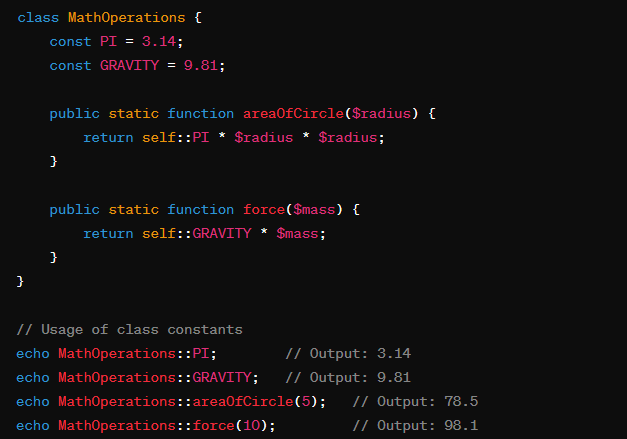 class MathOperations {
    const PI = 3.14;
    const GRAVITY = 9.81;

    public static function areaOfCircle($radius) {
        return self::PI * $radius * $radius;
    }

    public static function force($mass) {
        return self::GRAVITY * $mass;
    }
}

// Usage of class constants
echo MathOperations::PI;        // Output: 3.14
echo MathOperations::GRAVITY;   // Output: 9.81
echo MathOperations::areaOfCircle(5);   // Output: 78.5
echo MathOperations::force(10);         // Output: 98.1